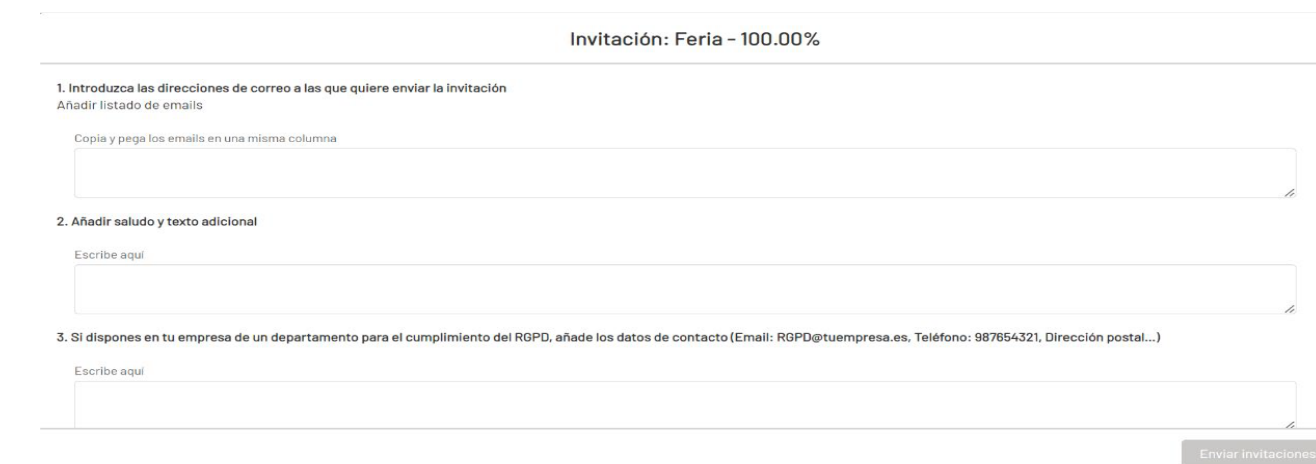 Invitación: Feria - 100.00%
1. Introduzca las direcciones de correo a las que quiere enviar la invitación
Añadir listado de emails
Copia y pega los emails en una misma columna
2. Añadir saludo y texto adicional
Escribe aquí
3. Si dispones en tu empresa de un departamento para el cumplimiento del RGPD, añade los datos de contacto (Email: RGPD@tuempresa.es, Teléfono: 987654321, Dirección postal...)
Escribe aquí
Enviar invitaciones